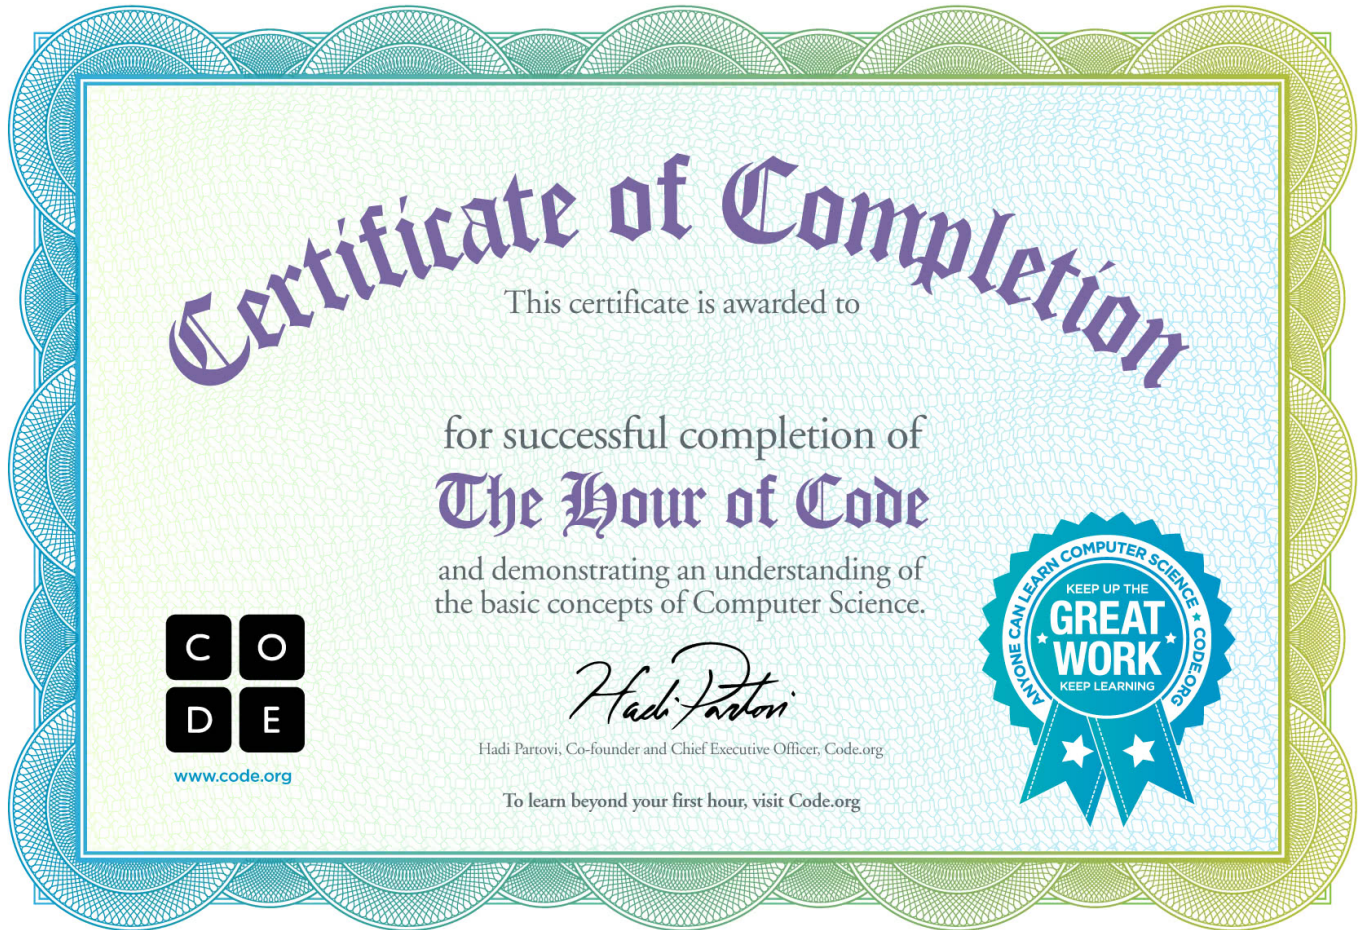 Certificate of Completion
This certificate is awarded to
for successful completion of
The Hour of Code
and demonstrating an understanding of
the basic concepts of Computer Science.
Hadi Partovi
Hadi Partovi, Co-founder and Chief Executive Officer, Code.org
To learn beyond your first hour, visit Code.org
C O
D E
www.code.org
ANYONE CAN LEARN COMPUTER SCIENCE ★ CODE.ORG
KEEP UP THE
GREAT
WORK
KEEP LEARNING